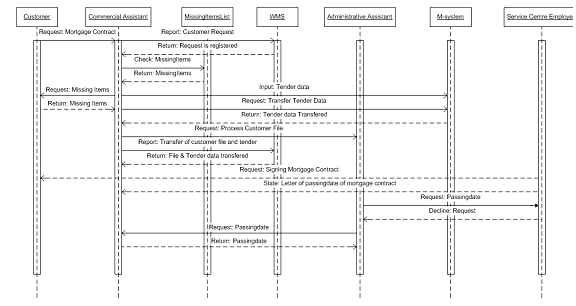 Customer
Commercial Assistant
MissingItemsList
WMS
Administrative Assistant
M-system
Service Centre Employe
Request: Mortgage Contract
Report: Customer Request
Return: Request is registered
Check: MissingItems
Return: MissingItems
Input: Tender data
Request: Missing Items
Request: Transfer Tender Data
Return: Missing Items
Return: Tender data Transfered
Request: Process Customer File
Report: Transfer of customer file and tender
Return: File & Tender data transfered
Request: Signing Mortgage Contract
State: Letter of passingdate of mortgage contract
Request: Passingdate
Decline: Request
Request: Passingdate
Return: Passingdate